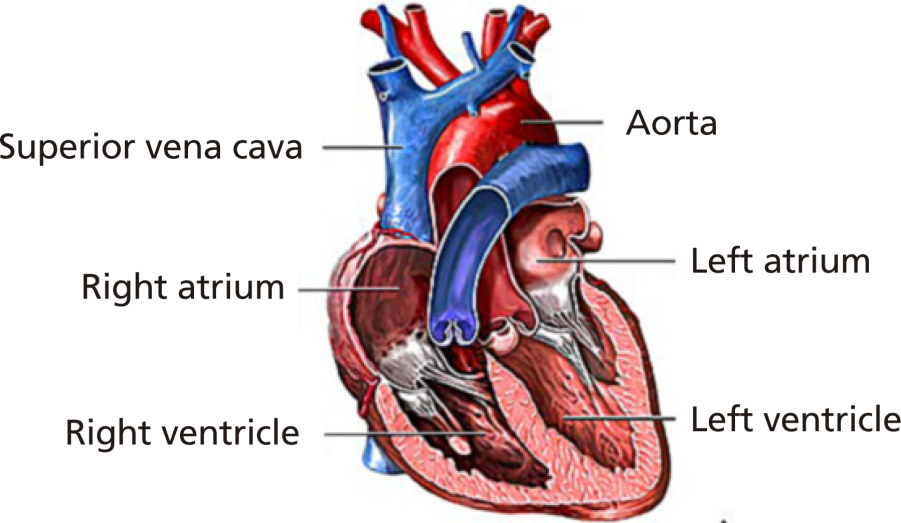 Superior vena cava
Aorta
Right atrium
Left atrium
Right ventricle
Left ventricle